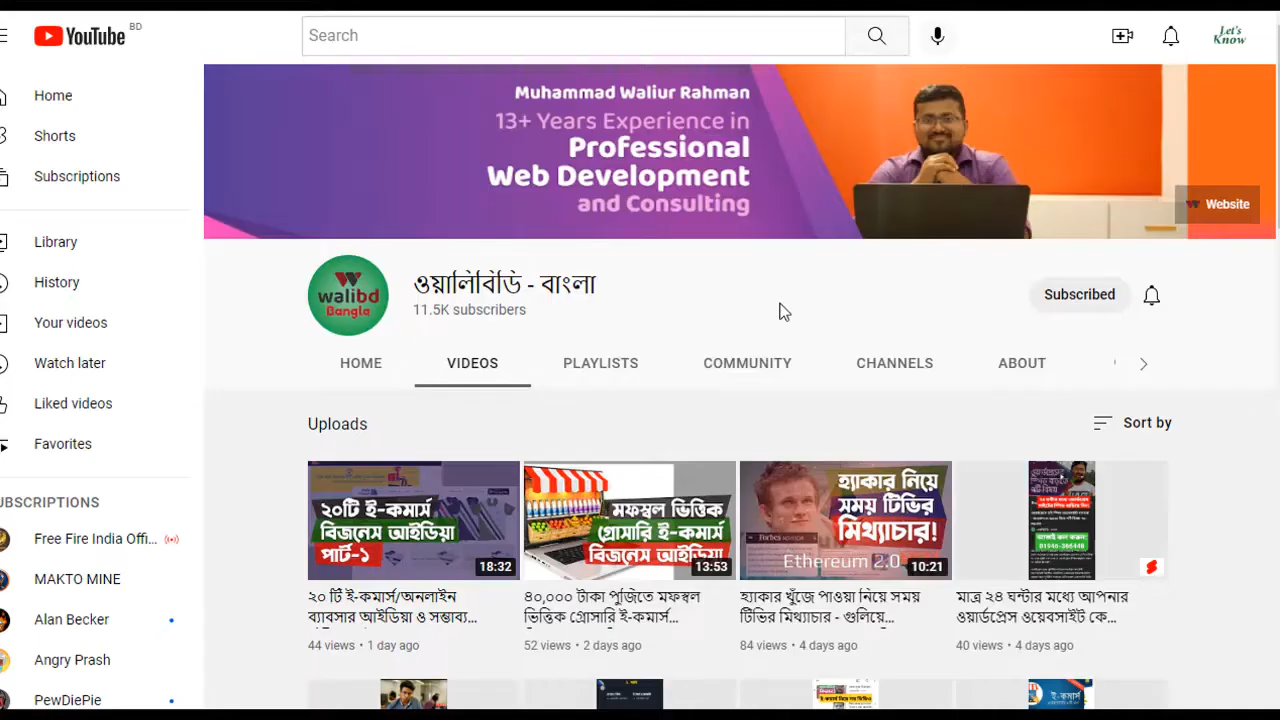 YouTube BD
Search
Let's
Know
Home
Shorts
Subscriptions
Library
History
Your videos
Watch later
Liked videos
Favorites
UBSCRIPTIONS
Free Fire India Offi...
MAKTO MINE
Alan Becker
Angry Prash
PewDiePie
Muhammad Waliur Rahman
13+ Years Experience in
Professional
Web Development
and Consulting
Website
walibd
Bangla
ওয়ালিবিডি - বাংলা
11.5K subscribers
Subscribed
HOME
VIDEOS
PLAYLISTS
COMMUNITY
CHANNELS
ABOUT
Uploads
Sort by
২০টি ই-কমার্স
বিজনেস আইডিয়া
পার্ট-১
18:32
২০ টি ই-কমার্স/অনলাইন
ব্যাবসার আইডিয়া ও সম্ভাব্য...
44 views • 1 day ago
মফস্বল ভিত্তিক
গ্রোসারি ই-কমার্স
বিজনেস আইডিয়া
13:53
৪০,০০০ টাকা পুঁজিতে মফস্বল
ভিত্তিক গ্রোসারি ই-কমার্স...
52 views • 2 days ago
হ্যাকার নিয়ে
সময় টিভির
মিথ্যাচার!
Forbes
Ethereum 2.0
10:21
হ্যাকার খুঁজে পাওয়া নিয়ে সময়
টিভির মিথ্যাচার - গুলিয়ে...
84 views • 4 days ago
মাত্র ২৪ ঘন্টার মধ্যে আপনার
ওয়ার্ডপ্রেস ওয়েবসাইট কে...
40 views • 4 days ago
ই-কমার্স